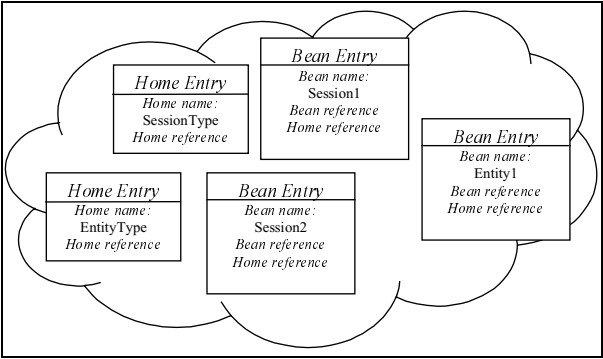 Home Entry
Home name:
SessionType
Home reference
Bean Entry
Bean name:
Session1
Bean reference
Home reference
Bean Entry
Bean name:
Entity1
Bean reference
Home reference
Home Entry
Home name:
EntityType
Home reference
Bean Entry
Bean name:
Session2
Bean reference
Home reference